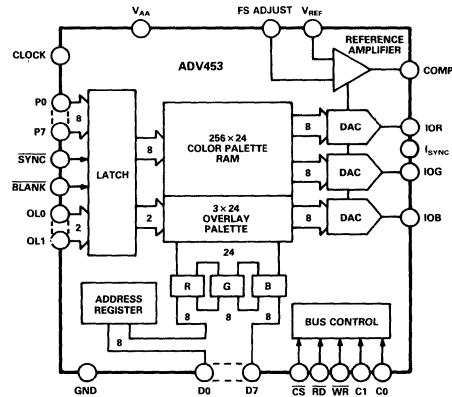 VAA
FS ADJUST
VREF
CLOCK
ADV453
REFERENCE
AMPLIFIER
COMP
P0
8
P7
SYNC
BLANK
OL0
2
OL1
LATCH
8
2
256 × 24
COLOR PALETTE
RAM
3 × 24
OVERLAY
PALETTE
8
8
8
DAC
DAC
DAC
IOR
ISYNC
IOG
IOB
24
R
G
B
8
8
8
ADDRESS
REGISTER
8
BUS CONTROL
GND
D0
D7
CS
RD
WR
C1
C0